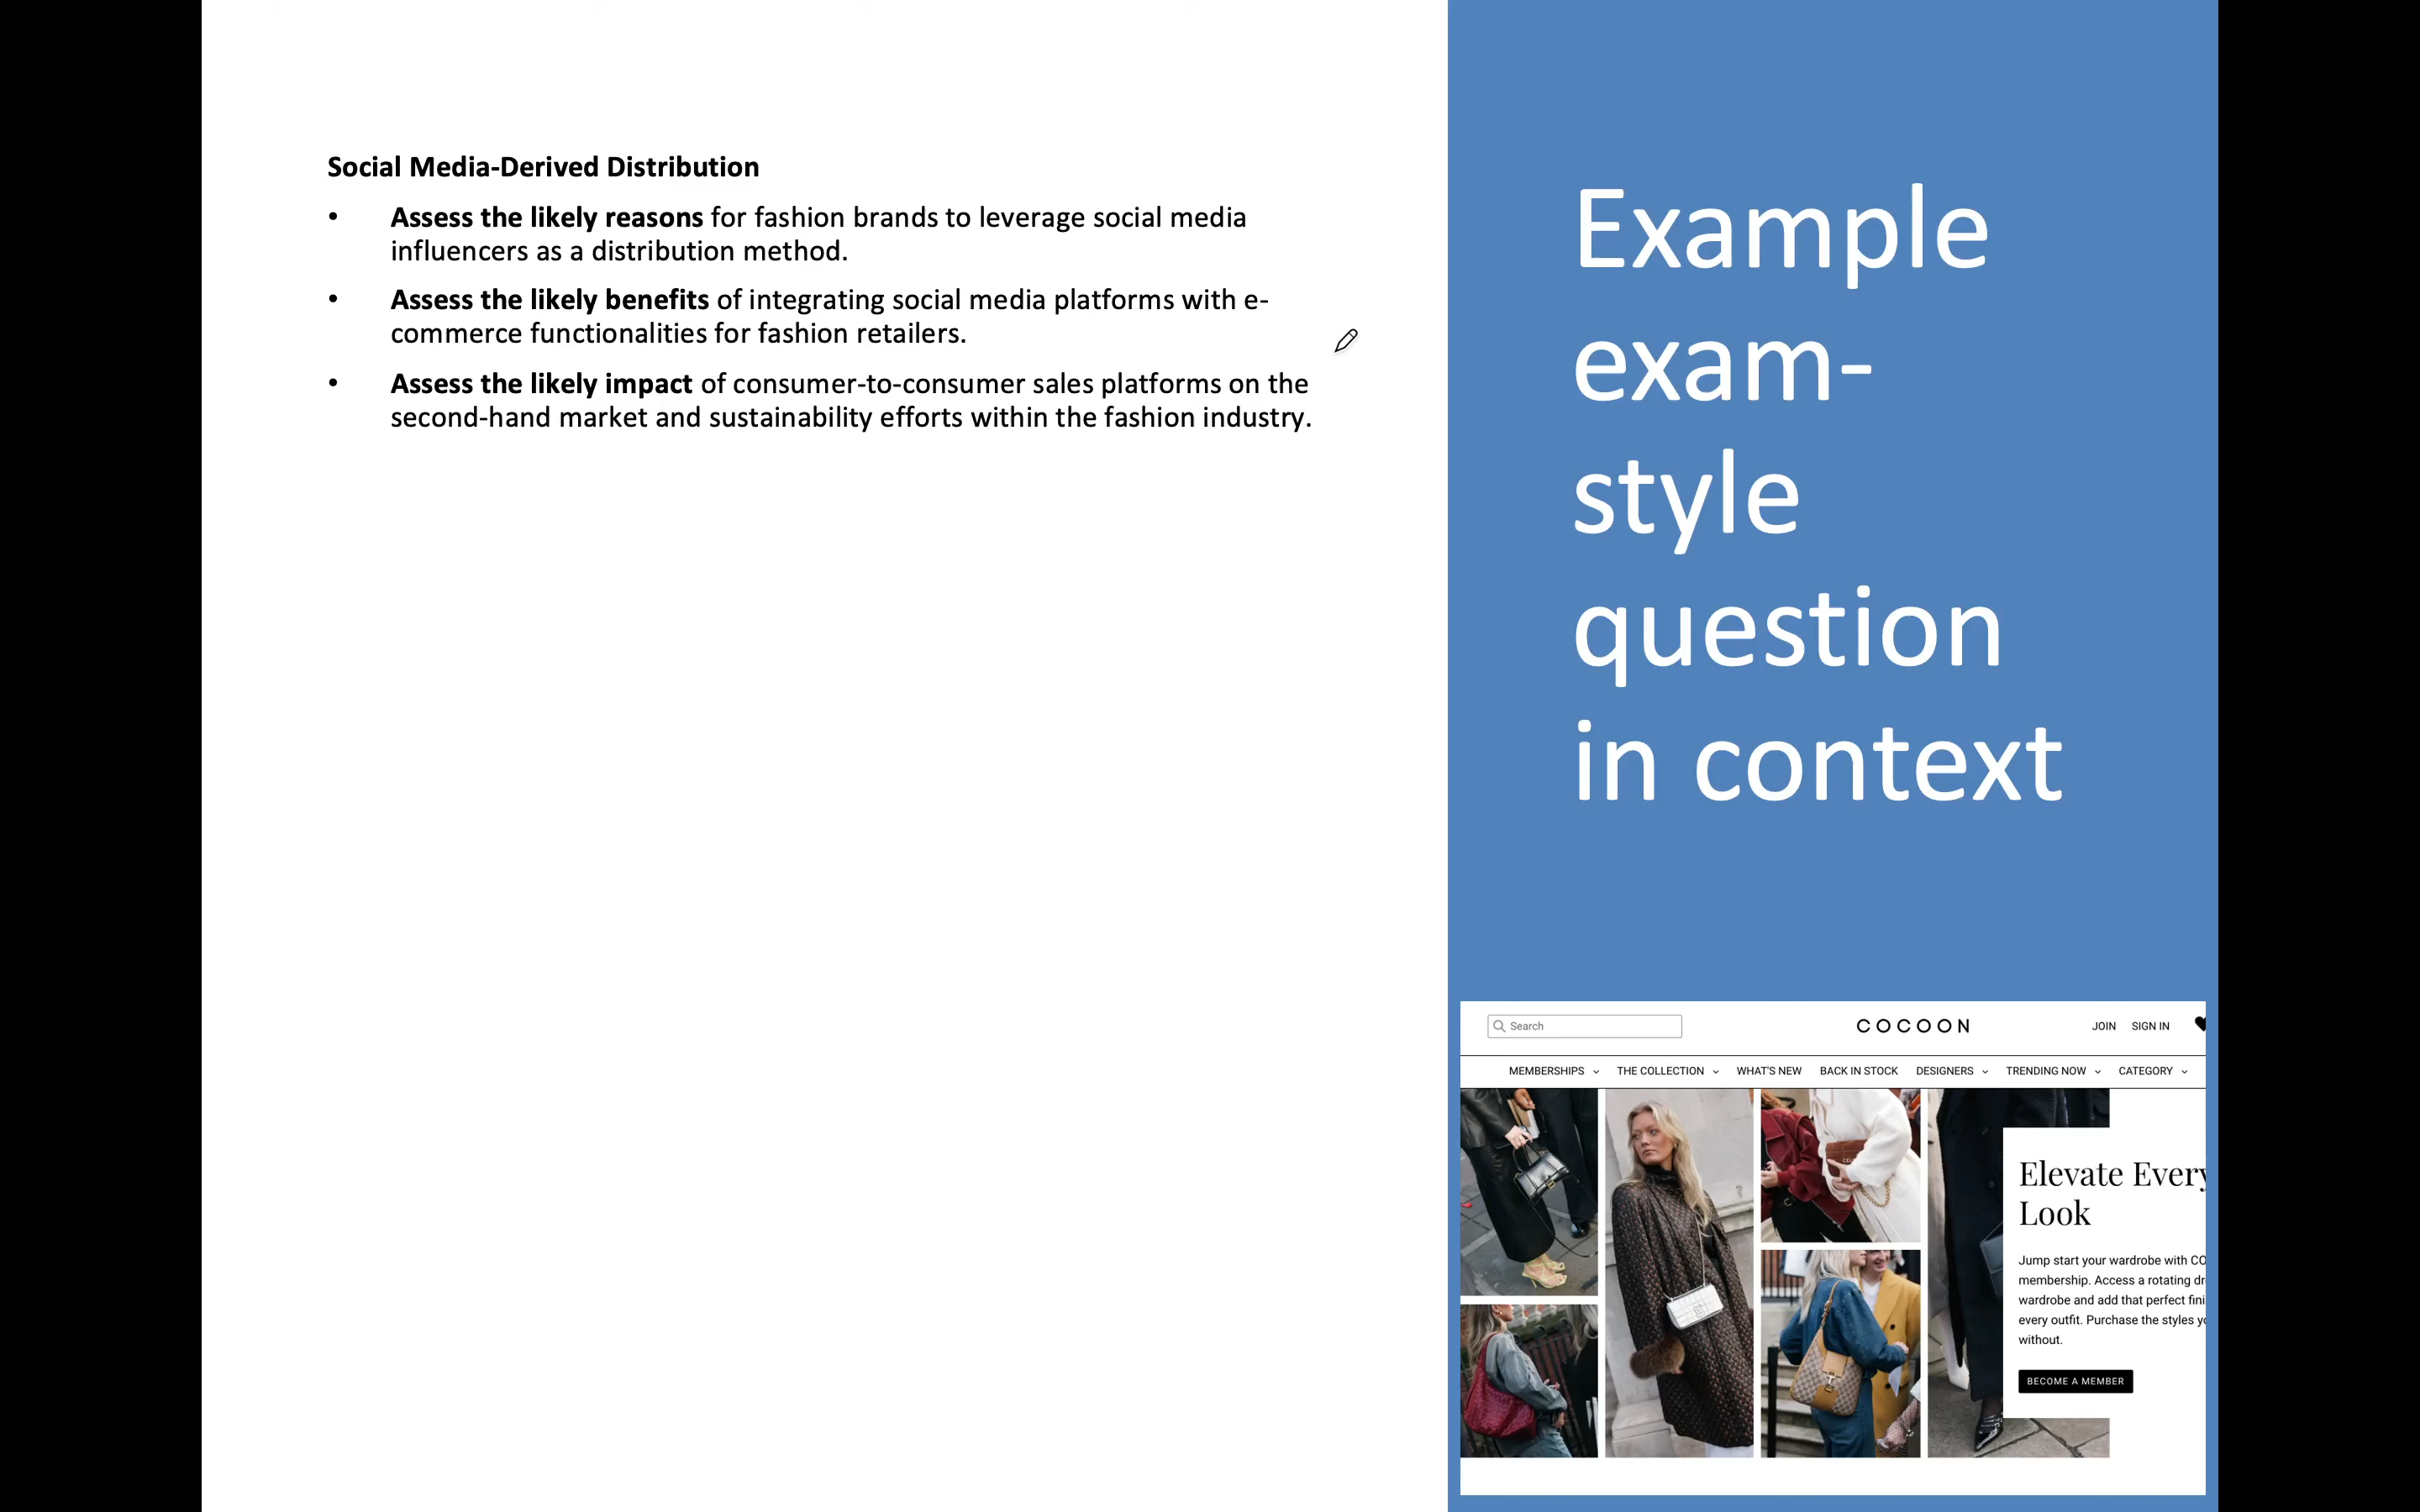 Social Media-Derived Distribution
• Assess the likely reasons for fashion brands to leverage social media
influencers as a distribution method.
• Assess the likely benefits of integrating social media platforms with e-
commerce functionalities for fashion retailers.
• Assess the likely impact of consumer-to-consumer sales platforms on the
second-hand market and sustainability efforts within the fashion industry.
Example
exam-
style
question
in context
Search
COCOON
JOIN SIGN IN
MEMBERSHIPS THE COLLECTION WHAT'S NEW BACK IN STOCK DESIGNERS TRENDING NOW CATEGORY
Elevate Every
Look
Jump start your wardrobe with CO
membership. Access a rotating dr
wardrobe and add that perfect fini
every outfit. Purchase the styles yo
without.
BECOME A MEMBER